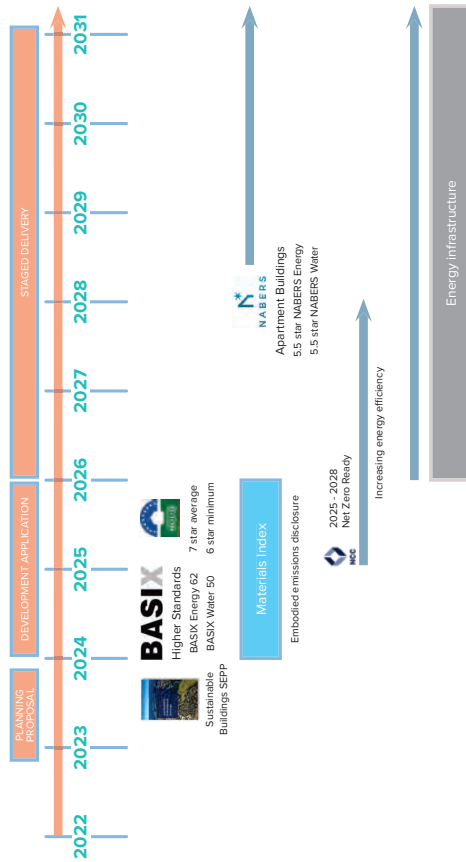 PLANNING
PROPOSAL
DEVELOPMENT APPLICATION
STAGED DELIVERY
2022
2023
2024
2025
2026
2027
2028
2029
2030
2031
Sustainable
Buildings SEPP
BASIX
Higher Standards
BASIX Energy 62
BASIX Water 50
7 star average
6 star minimum
Materials Index
Embodied emissions disclosure
NABERS
Apartment Buildings
5.5 star NABERS Energy
5.5 star NABERS Water
NCC
2025 - 2028
Net Zero Ready
Increasing energy efficiency
Energy infrastructure